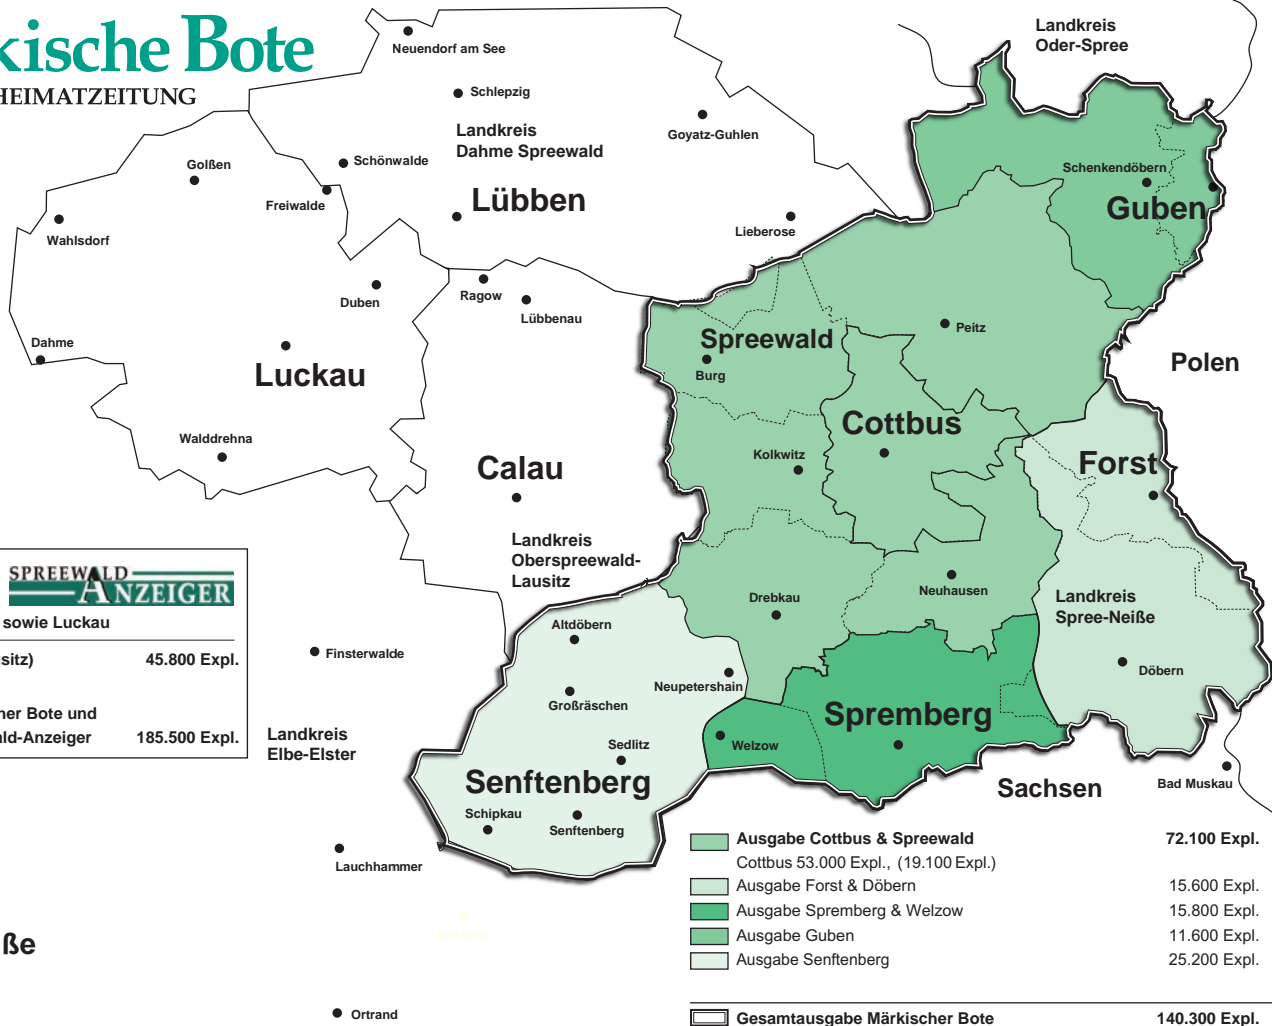 kische Bote
HEIMATZEITUNG
Neuendorf am See
Schlepzig
Landkreis
Dahme Spreewald
Goyatz-Guhlen
Landkreis
Oder-Spree
Golßen
Schönwalde
Freiwalde
Lübben
Lieberose
Schenkendöbern
Guben
Wahlsdorf
Duben
Ragow
Lübbenau
Dahme
Luckau
Spreewald
Burg
Peitz
Polen
Walddrehna
Calau
Kolkwitz
Cottbus
Forst
Landkreis
Oberspreewald-
Lausitz
SPREEWALD
ANZEIGER
sowie Luckau
sitz) 45.800 Expl.
ner Bote und
ald-Anzeiger 185.500 Expl.
Altdöbern
Drebkau
Neuhausen
Landkreis
Spree-Neiße
Döbern
Finsterwalde
Neupetershain
Großräschen
Landkreis
Elbe-Elster
Sedlitz
Welzow
Spremberg
Senftenberg
Schipkau
Senftenberg
Sachsen
Bad Muskau
Lauchhammer
Ausgabe Cottbus & Spreewald 72.100 Expl.
Cottbus 53.000 Expl., (19.100 Expl.)
Ausgabe Forst & Döbern 15.600 Expl.
Ausgabe Spremberg & Welzow 15.800 Expl.
Ausgabe Guben 11.600 Expl.
Ausgabe Senftenberg 25.200 Expl.
ße
Ortrand
Gesamtausgabe Märkischer Bote 140.300 Expl.